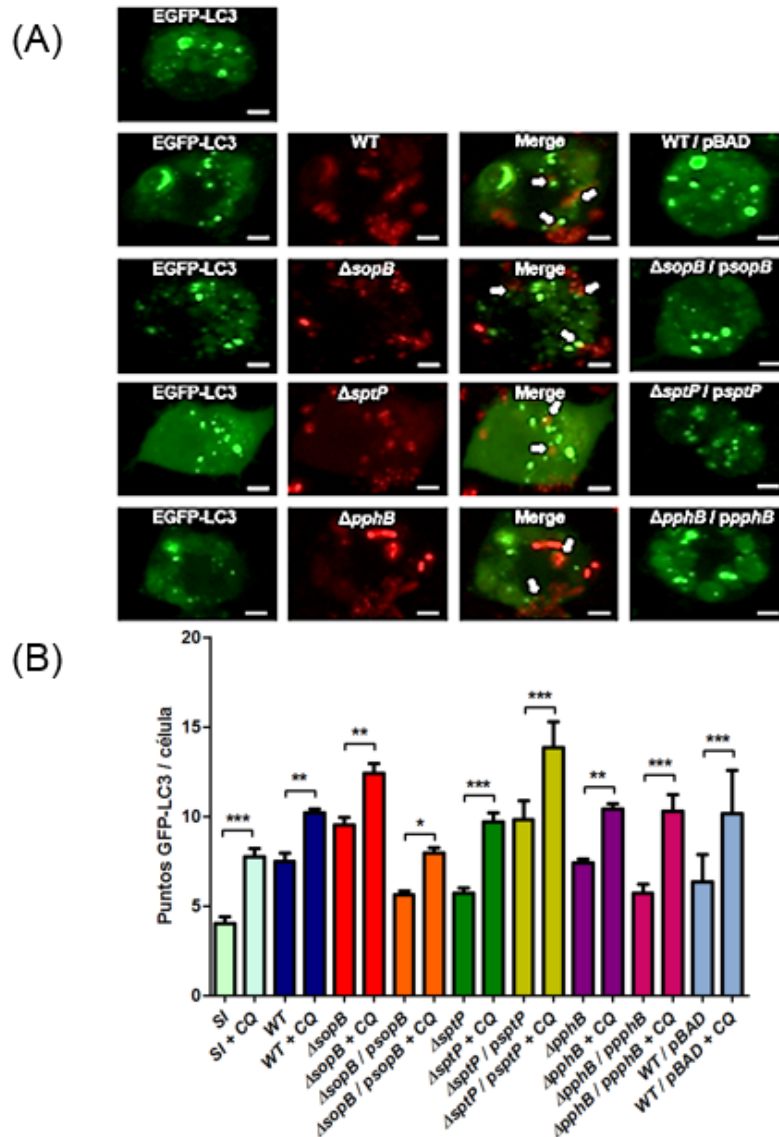 (A)
EGFP-LC3
EGFP-LC3 WT Merge WT / pBAD
EGFP-LC3 ΔsopB Merge ΔsopB / psopB
EGFP-LC3 ΔsptP Merge ΔsptP / psptP
EGFP-LC3 ΔpphB Merge ΔpphB / ppphB
(B)
Puntos GFP-LC3 / célula
20
15
10
5
0
*** ** ** * *** *** ** *** ***
SI
SI + CQ
WT
WT + CQ
ΔsopB
ΔsopB + CQ
ΔsopB / psopB
ΔsopB / psopB + CQ
ΔsptP
ΔsptP + CQ
ΔsptP / psptP
ΔsptP / psptP + CQ
ΔpphB
ΔpphB + CQ
ΔpphB / ppphB
ΔpphB / ppphB + CQ
WT / pBAD
WT / pBAD + CQ